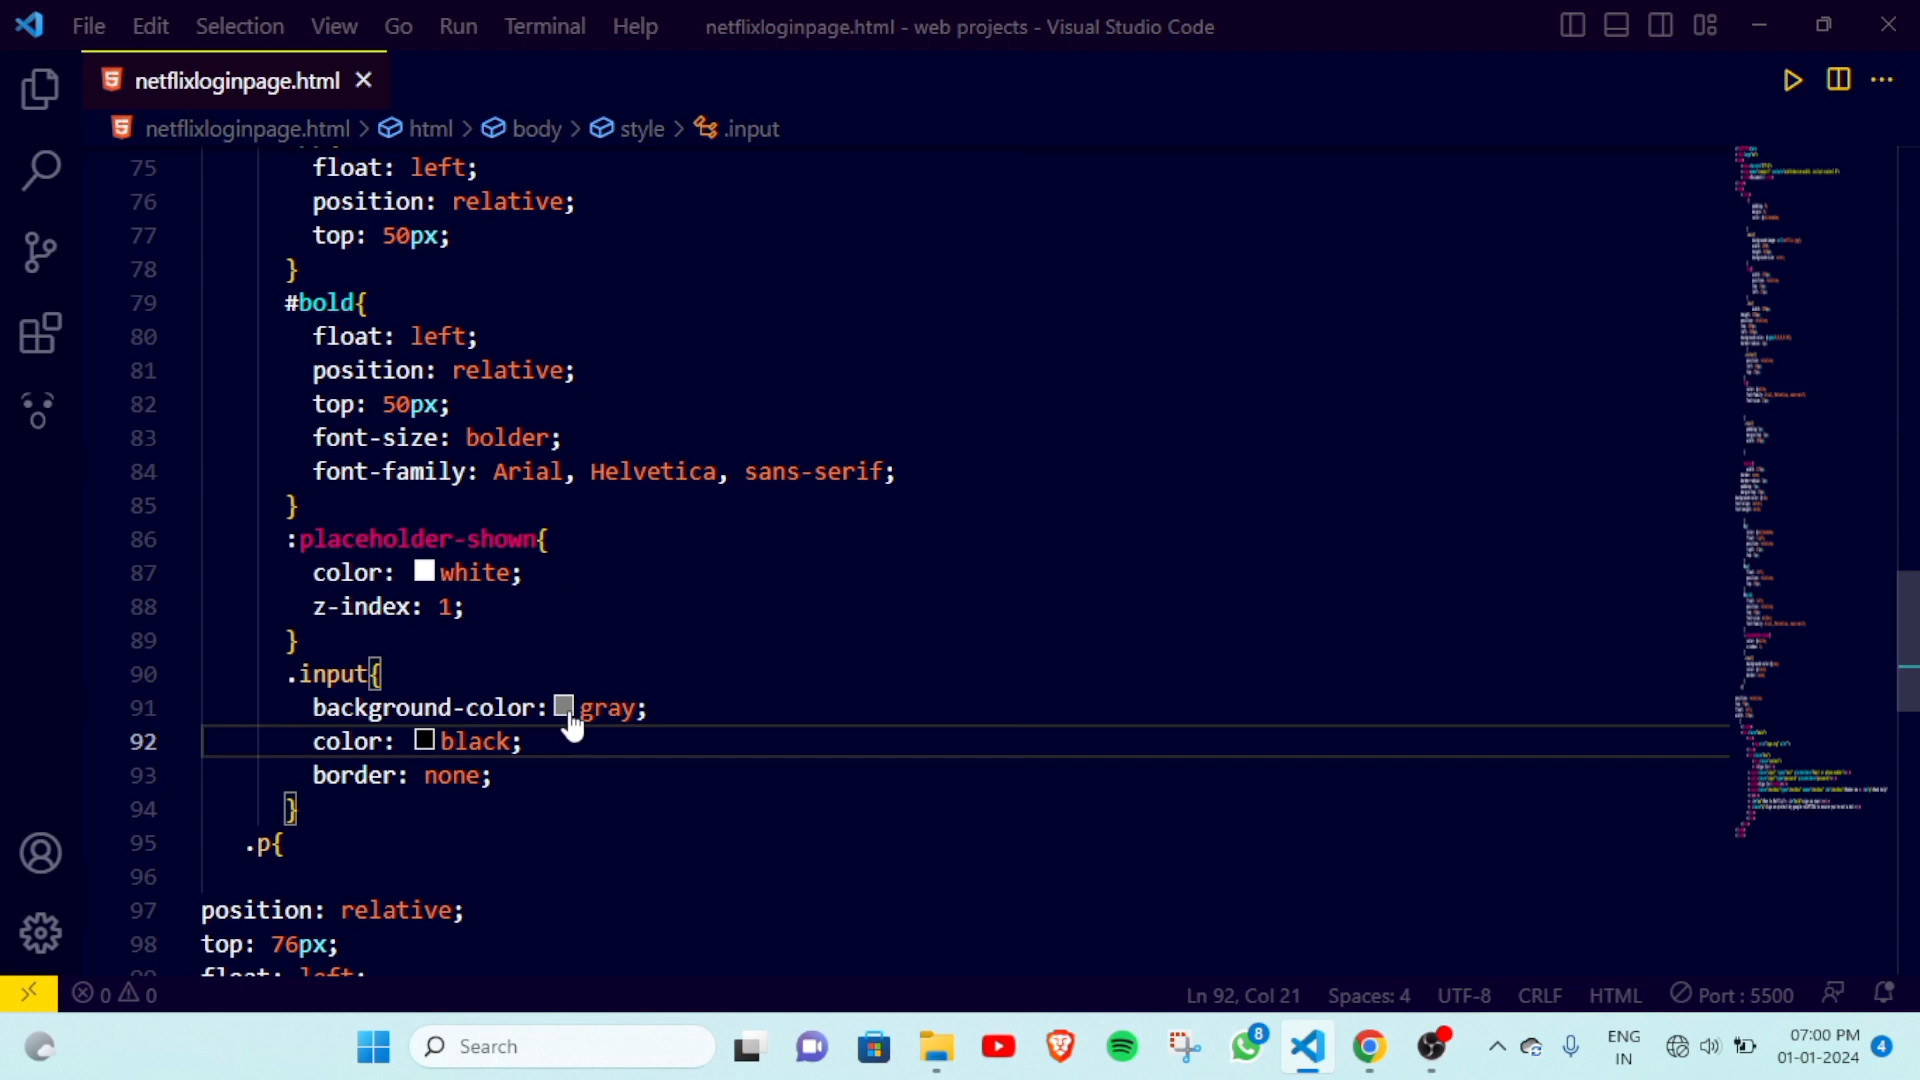 File Edit Selection View Go Run Terminal Help netflixloginpage.html - web projects - Visual Studio Code
netflixloginpage.html
netflixloginpage.html > html > body > style > .input
75 float: left;
76 position: relative;
77 top: 50px;
78 }
79 #bold{
80 float: left;
81 position: relative;
82 top: 50px;
83 font-size: bolder;
84 font-family: Arial, Helvetica, sans-serif;
85 }
86 :placeholder-shown{
87 color: white;
88 z-index: 1;
89 }
90 .input{
91 background-color: gray;
92 color: black;
93 border: none;
94 }
95 .p{
96
97 position: relative;
98 top: 76px;
99 float: left;
0 0 Ln 92, Col 21 Spaces: 4 UTF-8 CRLF HTML Port : 5500
Search 8 ENG 07:00 PM
IN 01-01-2024 4